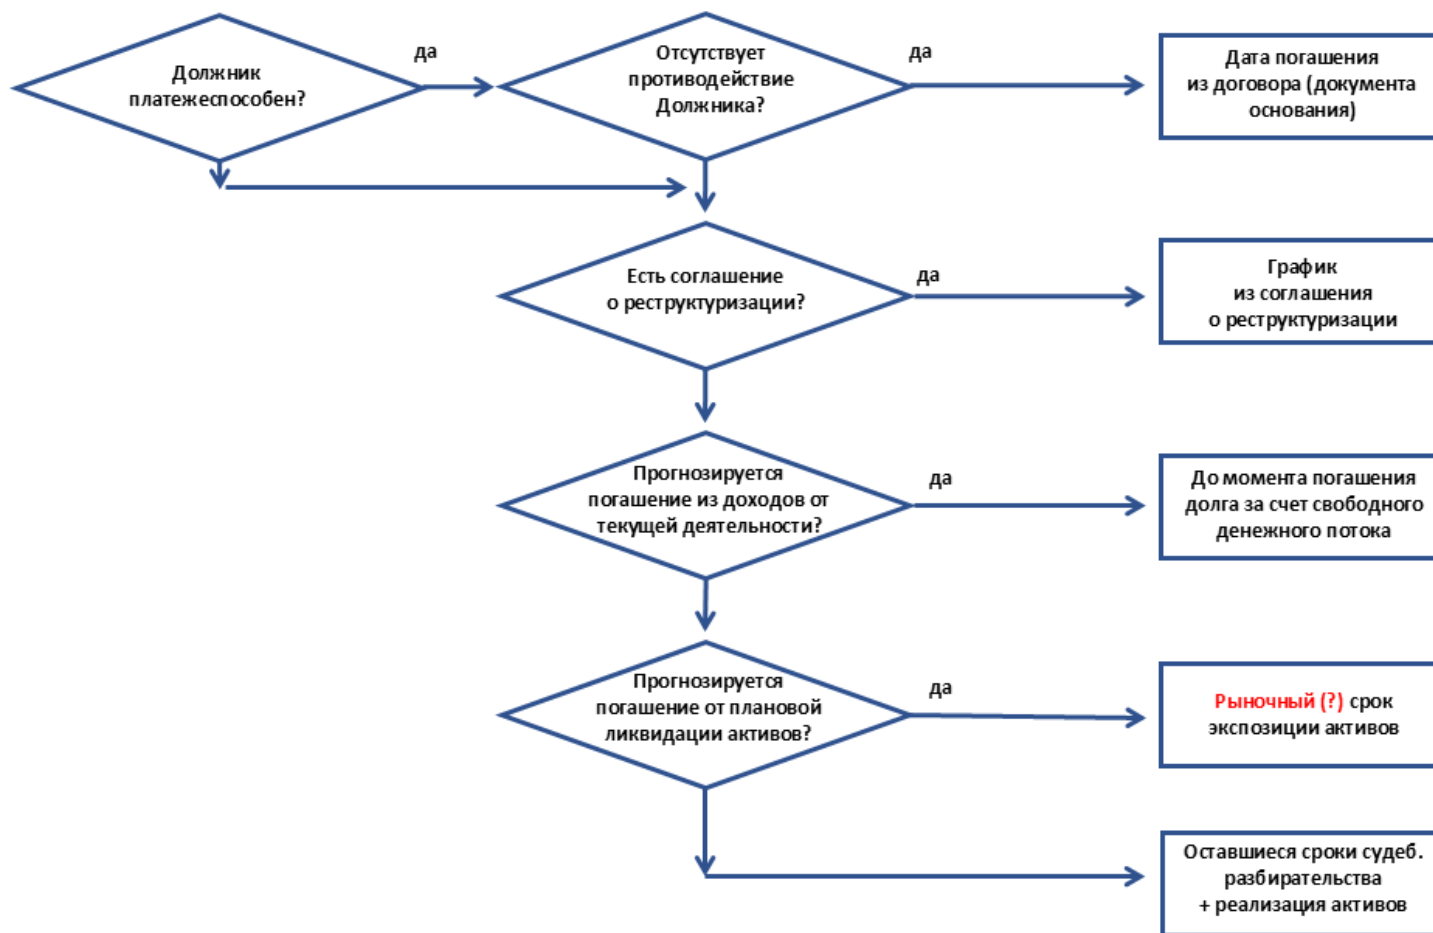 Должник
платежеспособен?
да
Отсутствует
противодействие
Должника?
да
Дата погашения
из договора (документа
основания)
Есть соглашение
о реструктуризации?
да
График
из соглашения
о реструктуризации
Прогнозируется
погашение из доходов от
текущей деятельности?
да
До момента погашения
долга за счет свободного
денежного потока
Прогнозируется
погашение от плановой
ликвидации активов?
да
Рыночный (?) срок
экспозиции активов
Оставшиеся сроки судеб.
разбирательства
+ реализация активов